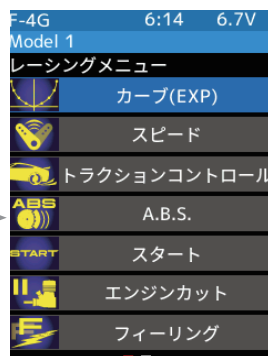 F-4G 6:14 6.7V
Model 1
レーシングメニュー
カーブ(EXP)
スピード
トラクションコントロール
ABS A.B.S.
START スタート
エンジンカット
フィーリング